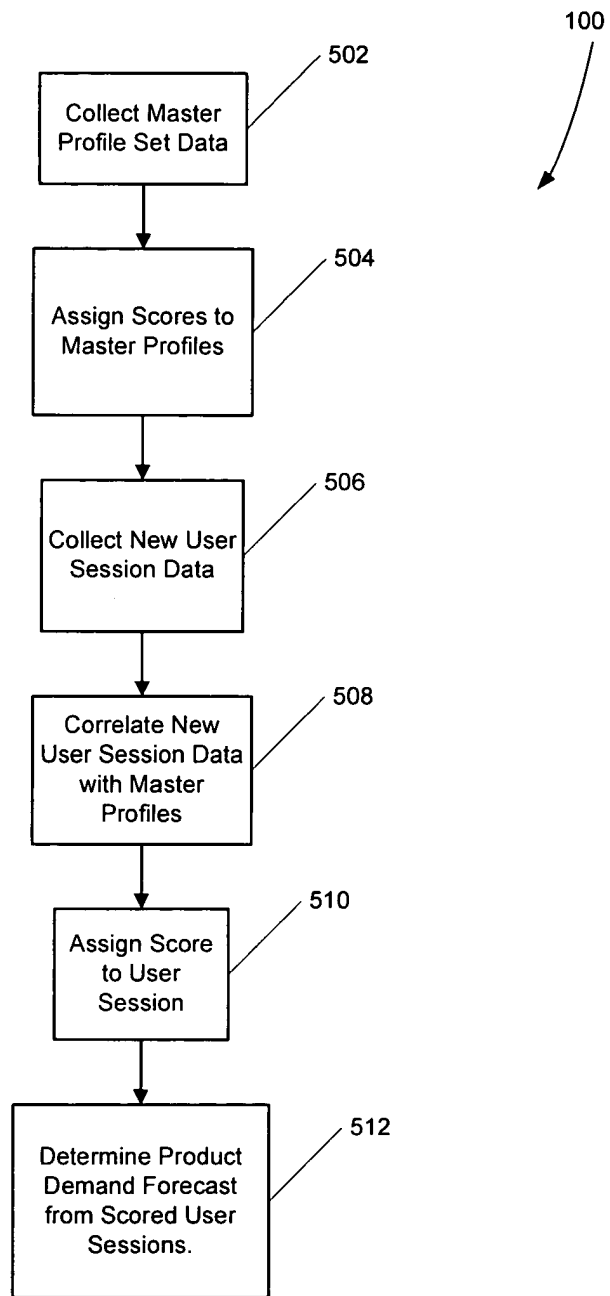 100
502
Collect Master
Profile Set Data
504
Assign Scores to
Master Profiles
506
Collect New User
Session Data
508
Correlate New
User Session Data
with Master
Profiles
510
Assign Score
to User
Session
512
Determine Product
Demand Forecast
from Scored User
Sessions.